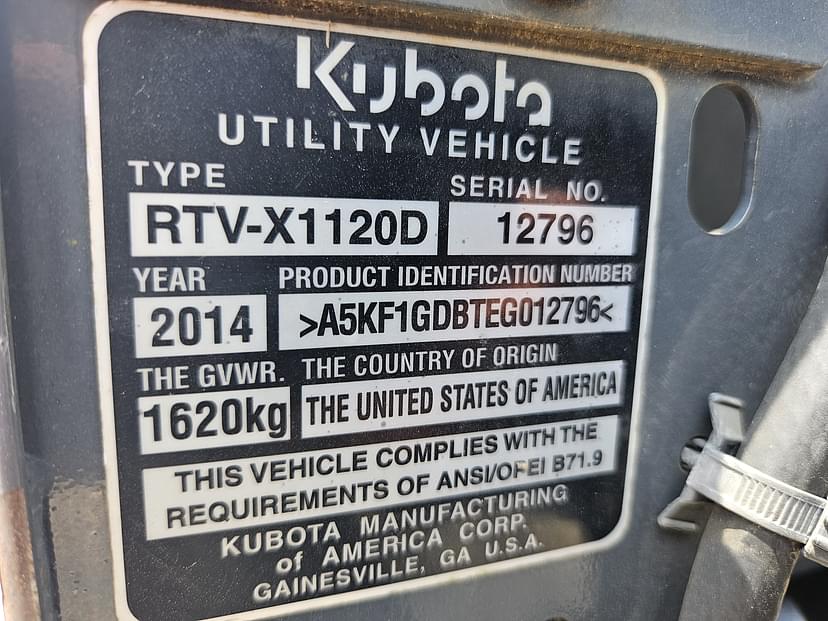 Kubota
UTILITY VEHICLE
TYPE SERIAL NO.
RTV-X1120D 12796
YEAR PRODUCT IDENTIFICATION NUMBER
2014 >A5KF1GDBTEG012796<
THE GVWR. THE COUNTRY OF ORIGIN
1620kg THE UNITED STATES OF AMERICA
THIS VEHICLE COMPLIES WITH THE
REQUIREMENTS OF ANSI/OPEI B71.9
KUBOTA MANUFACTURING
of AMERICA CORP.
GAINESVILLE, GA U.S.A.